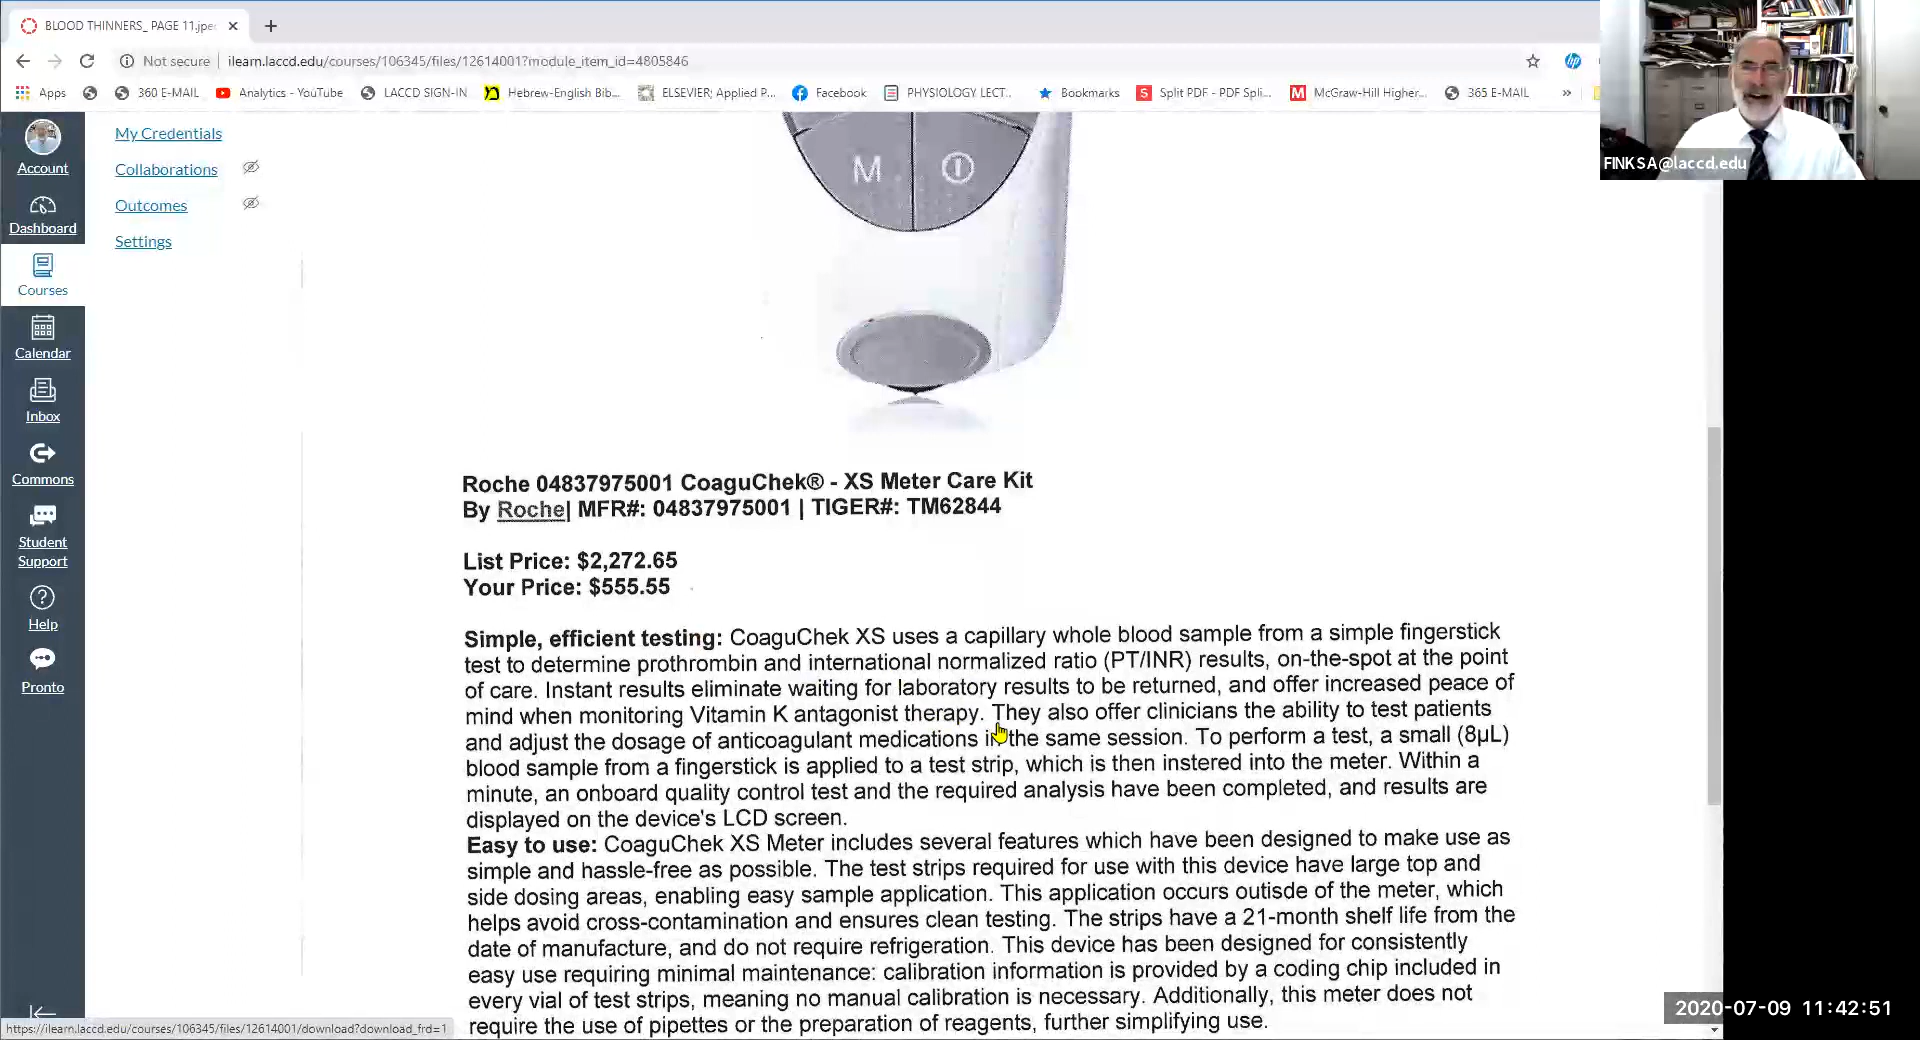 BLOOD THINNERS_ PAGE 11.jpe
Not secure
ilearn.laccd.edu/courses/106345/files/12614001?module_item_id=4805846
Apps
360 E-MAIL
Analytics - YouTube
LACCD SIGN-IN
Hebrew-English Bib...
ELSEVIER; Applied P...
Facebook
PHYSIOLOGY LECT...
Bookmarks
Split PDF - PDF Spli...
McGraw-Hill Higher...
365 E-MAIL
FINKSA@laccd.edu
Account
Dashboard
Courses
Calendar
Inbox
Commons
Student
Support
Help
Pronto
My Credentials
Collaborations
Outcomes
Settings
M
Roche 04837975001 CoaguChek® - XS Meter Care Kit
By Roche| MFR#: 04837975001 | TIGER#: TM62844
List Price: $2,272.65
Your Price: $555.55
Simple, efficient testing: CoaguChek XS uses a capillary whole blood sample from a simple fingerstick
test to determine prothrombin and international normalized ratio (PT/INR) results, on-the-spot at the point
of care. Instant results eliminate waiting for laboratory results to be returned, and offer increased peace of
mind when monitoring Vitamin K antagonist therapy. They also offer clinicians the ability to test patients
and adjust the dosage of anticoagulant medications in the same session. To perform a test, a small (8µL)
blood sample from a fingerstick is applied to a test strip, which is then instered into the meter. Within a
minute, an onboard quality control test and the required analysis have been completed, and results are
displayed on the device's LCD screen.
Easy to use: CoaguChek XS Meter includes several features which have been designed to make use as
simple and hassle-free as possible. The test strips required for use with this device have large top and
side dosing areas, enabling easy sample application. This application occurs outisde of the meter, which
helps avoid cross-contamination and ensures clean testing. The strips have a 21-month shelf life from the
date of manufacture, and do not require refrigeration. This device has been designed for consistently
easy use requiring minimal maintenance: calibration information is provided by a coding chip included in
every vial of test strips, meaning no manual calibration is necessary. Additionally, this meter does not
require the use of pipettes or the preparation of reagents, further simplifying use.
https://ilearn.laccd.edu/courses/106345/files/12614001/download?download_frd=1
2020-07-09 11:42:51